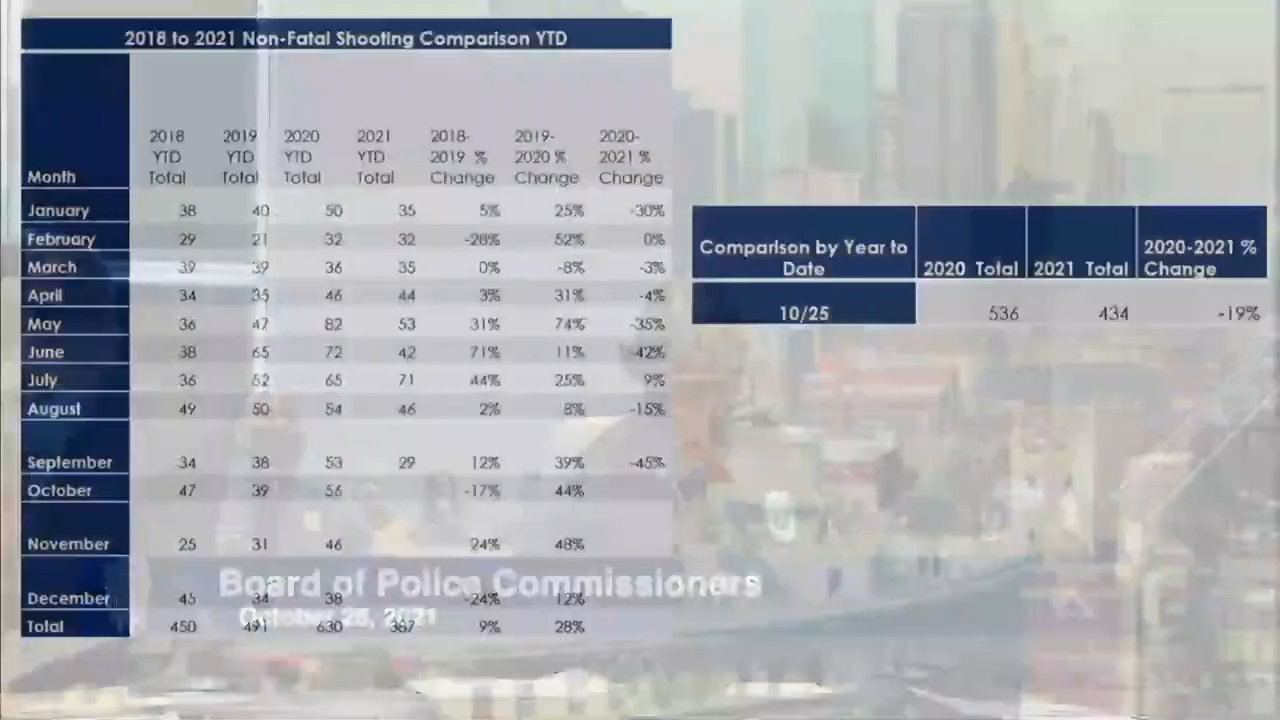 2018 to 2021 Non-Fatal Shooting Comparison YTD
Month 2018 YTD Total 2019 YTD Total 2020 YTD Total 2021 YTD Total 2018-2019 % Change 2019-2020 % Change 2020-2021 % Change
January 38 40 50 35 5% 25% -30%
February 29 21 32 32 -28% 52% 0%
March 39 39 36 35 0% -8% -3%
April 34 35 46 44 3% 31% -4%
May 36 47 82 53 31% 74% -35%
June 38 65 72 42 71% 11% -42%
July 36 52 65 71 44% 25% 9%
August 49 50 54 46 2% 8% -15%
September 34 38 53 29 12% 39% -45%
October 47 39 56 -17% 44%
November 25 31 46 24% 48%
December 45 34 38 -24% 12%
Total 450 491 630 387 9% 28%
Comparison by Year to Date 2020 Total 2021 Total 2020-2021 % Change
10/25 536 434 -19%
Board of Police Commissioners
October 26, 2021